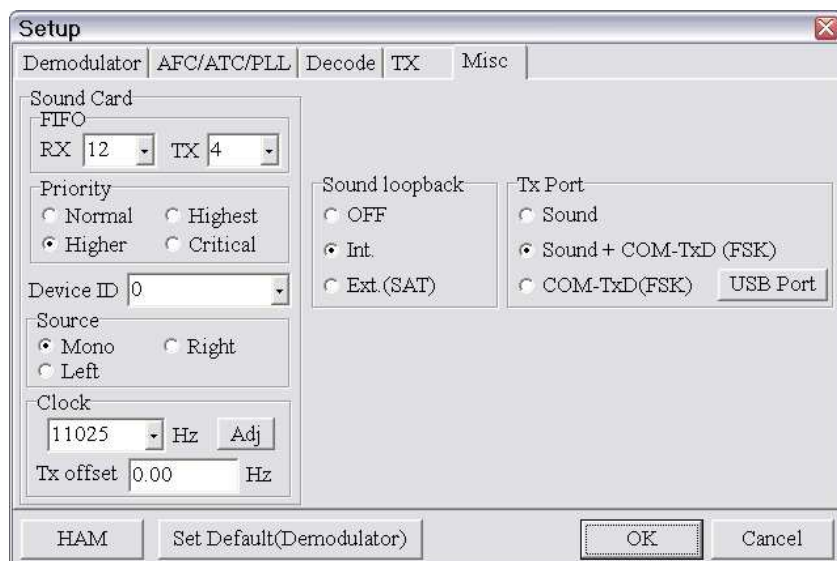 Setup
Demodulator AFC/ATC/PLL Decode TX Misc
Sound Card
FIFO
RX 12 TX 4
Priority
Normal Highest
Higher Critical
Device ID 0
Source
Mono Right
Left
Clock
11025 Hz Adj
Tx offset 0.00 Hz
Sound loopback
OFF
Int.
Ext.(SAT)
Tx Port
Sound
Sound + COM-TxD (FSK)
COM-TxD(FSK) USB Port
HAM Set Default(Demodulator) OK Cancel